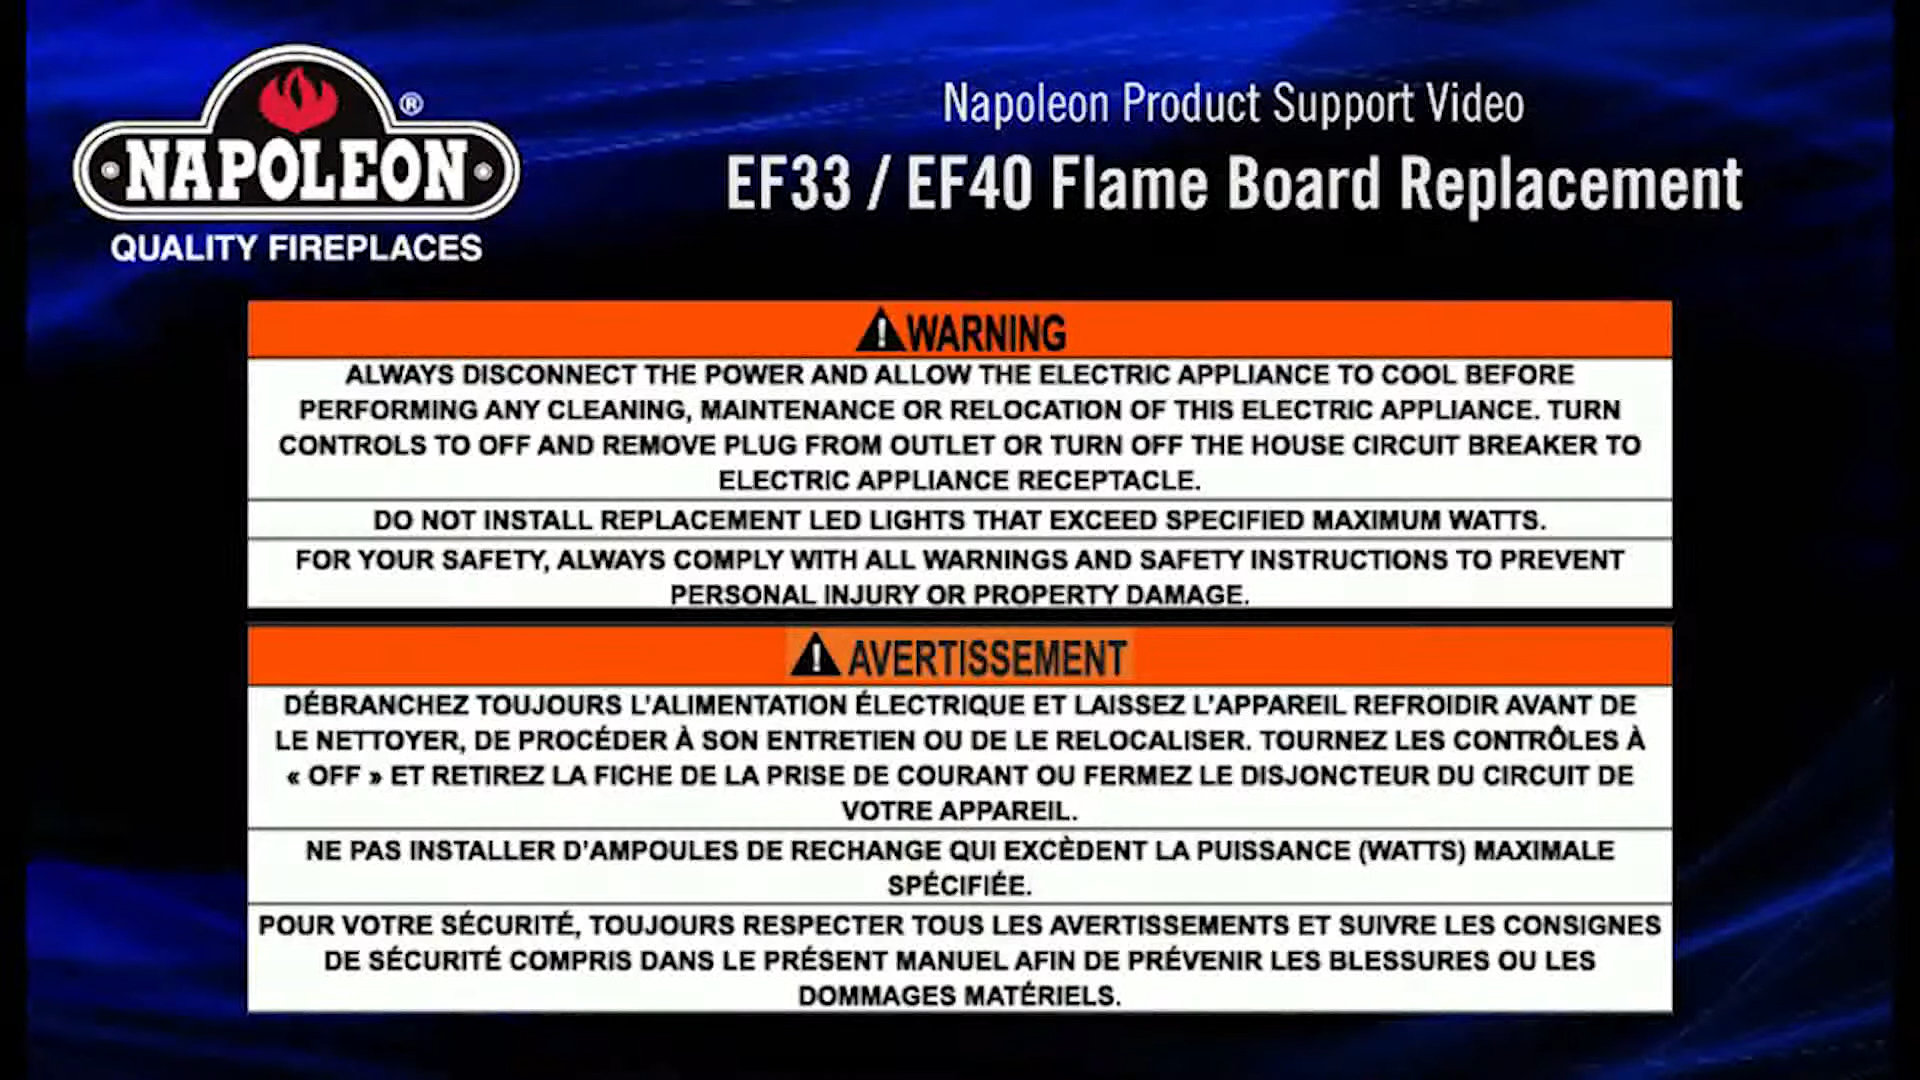 NAPOLEON®
QUALITY FIREPLACES
Napoleon Product Support Video
EF33 / EF40 Flame Board Replacement
WARNING
ALWAYS DISCONNECT THE POWER AND ALLOW THE ELECTRIC APPLIANCE TO COOL BEFORE
PERFORMING ANY CLEANING, MAINTENANCE OR RELOCATION OF THIS ELECTRIC APPLIANCE. TURN
CONTROLS TO OFF AND REMOVE PLUG FROM OUTLET OR TURN OFF THE HOUSE CIRCUIT BREAKER TO
ELECTRIC APPLIANCE RECEPTACLE.
DO NOT INSTALL REPLACEMENT LED LIGHTS THAT EXCEED SPECIFIED MAXIMUM WATTS.
FOR YOUR SAFETY, ALWAYS COMPLY WITH ALL WARNINGS AND SAFETY INSTRUCTIONS TO PREVENT
PERSONAL INJURY OR PROPERTY DAMAGE.
AVERTISSEMENT
DÉBRANCHEZ TOUJOURS L'ALIMENTATION ÉLECTRIQUE ET LAISSEZ L'APPAREIL REFROIDIR AVANT DE
LE NETTOYER, DE PROCÉDER À SON ENTRETIEN OU DE LE RELOCALISER. TOURNEZ LES CONTRÔLES À
« OFF » ET RETIREZ LA FICHE DE LA PRISE DE COURANT OU FERMEZ LE DISJONCTEUR DU CIRCUIT DE
VOTRE APPAREIL.
NE PAS INSTALLER D'AMPOULES DE RECHANGE QUI EXCÈDENT LA PUISSANCE (WATTS) MAXIMALE
SPÉCIFIÉE.
POUR VOTRE SÉCURITÉ, TOUJOURS RESPECTER TOUS LES AVERTISSEMENTS ET SUIVRE LES CONSIGNES
DE SÉCURITÉ COMPRIS DANS LE PRÉSENT MANUEL AFIN DE PRÉVENIR LES BLESSURES OU LES
DOMMAGES MATÉRIELS.